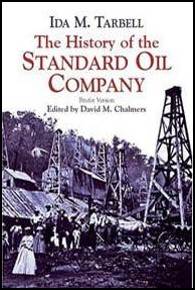 IDA M. TARBELL
The History of the
STANDARD OIL
COMPANY
Briefer Version
Edited by David M. Chalmers